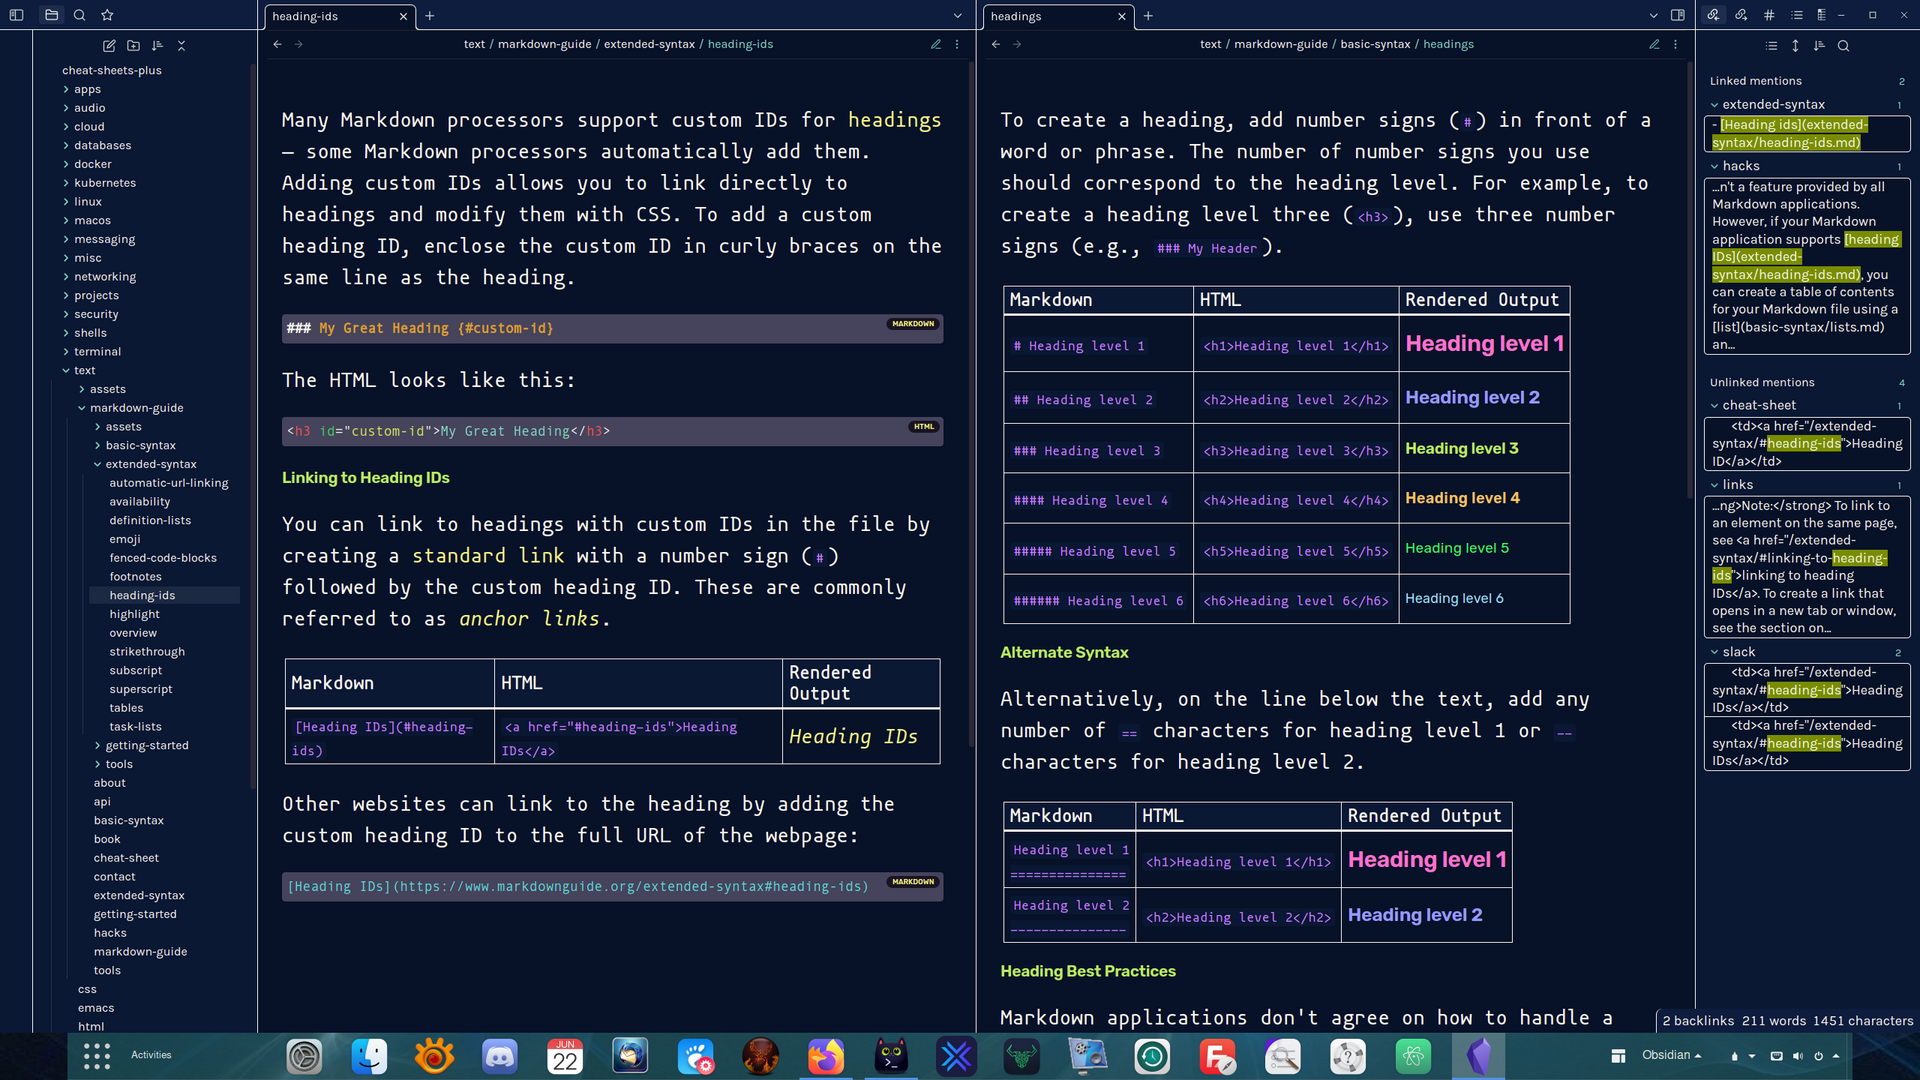 heading-ids
headings
text / markdown-guide / extended-syntax / heading-ids
text / markdown-guide / basic-syntax / headings
cheat-sheets-plus
apps
audio
cloud
databases
docker
kubernetes
linux
macos
messaging
misc
networking
projects
security
shells
terminal
text
assets
markdown-guide
assets
basic-syntax
extended-syntax
automatic-url-linking
availability
definition-lists
emoji
fenced-code-blocks
footnotes
heading-ids
highlight
overview
strikethrough
subscript
superscript
tables
task-lists
getting-started
tools
about
api
basic-syntax
book
cheat-sheet
contact
extended-syntax
getting-started
hacks
markdown-guide
tools
css
emacs
html
Many Markdown processors support custom IDs for headings
— some Markdown processors automatically add them.
Adding custom IDs allows you to link directly to
headings and modify them with CSS. To add a custom
heading ID, enclose the custom ID in curly braces on the
same line as the heading.
### My Great Heading {#custom-id}
MARKDOWN
The HTML looks like this:
<h3 id="custom-id">My Great Heading</h3>
HTML
Linking to Heading IDs
You can link to headings with custom IDs in the file by
creating a standard link with a number sign (#)
followed by the custom heading ID. These are commonly
referred to as anchor links.
Markdown HTML Rendered Output
[Heading IDs](#heading-ids) <a href="#heading-ids">Heading IDs</a> Heading IDs
Other websites can link to the heading by adding the
custom heading ID to the full URL of the webpage:
[Heading IDs](https://www.markdownguide.org/extended-syntax#heading-ids)
MARKDOWN
To create a heading, add number signs (#) in front of a
word or phrase. The number of number signs you use
should correspond to the heading level. For example, to
create a heading level three (<h3>), use three number
signs (e.g., ### My Header).
Markdown HTML Rendered Output
# Heading level 1 <h1>Heading level 1</h1> Heading level 1
## Heading level 2 <h2>Heading level 2</h2> Heading level 2
### Heading level 3 <h3>Heading level 3</h3> Heading level 3
#### Heading level 4 <h4>Heading level 4</h4> Heading level 4
##### Heading level 5 <h5>Heading level 5</h5> Heading level 5
###### Heading level 6 <h6>Heading level 6</h6> Heading level 6
Alternate Syntax
Alternatively, on the line below the text, add any
number of == characters for heading level 1 or --
characters for heading level 2.
Markdown HTML Rendered Output
Heading level 1
=============== <h1>Heading level 1</h1> Heading level 1
Heading level 2
--------------- <h2>Heading level 2</h2> Heading level 2
Heading Best Practices
Markdown applications don't agree on how to handle a
Linked mentions 2
extended-syntax 1
- [Heading ids](extended-
syntax/heading-ids.md)
hacks 1
...n't a feature provided by all
Markdown applications.
However, if your Markdown
application supports [heading
IDs](extended-
syntax/heading-ids.md), you
can create a table of contents
for your Markdown file using a
[list](basic-syntax/lists.md)
an...
Unlinked mentions 4
cheat-sheet 1
<td><a href="/extended-
syntax/#heading-ids">Heading
ID</a></td>
links 1
...ng>Note:</strong> To link to
an element on the same page,
see <a href="/extended-
syntax/#linking-to-heading-
ids">linking to heading
IDs</a>. To create a link that
opens in a new tab or window,
see the section on...
slack 2
<td><a href="/extended-
syntax/#heading-ids">Heading
IDs</a></td>
<td><a href="/extended-
syntax/#heading-ids">Heading
IDs</a></td>
2 backlinks 211 words 1451 characters
Activities
JUN
22
Obsidian